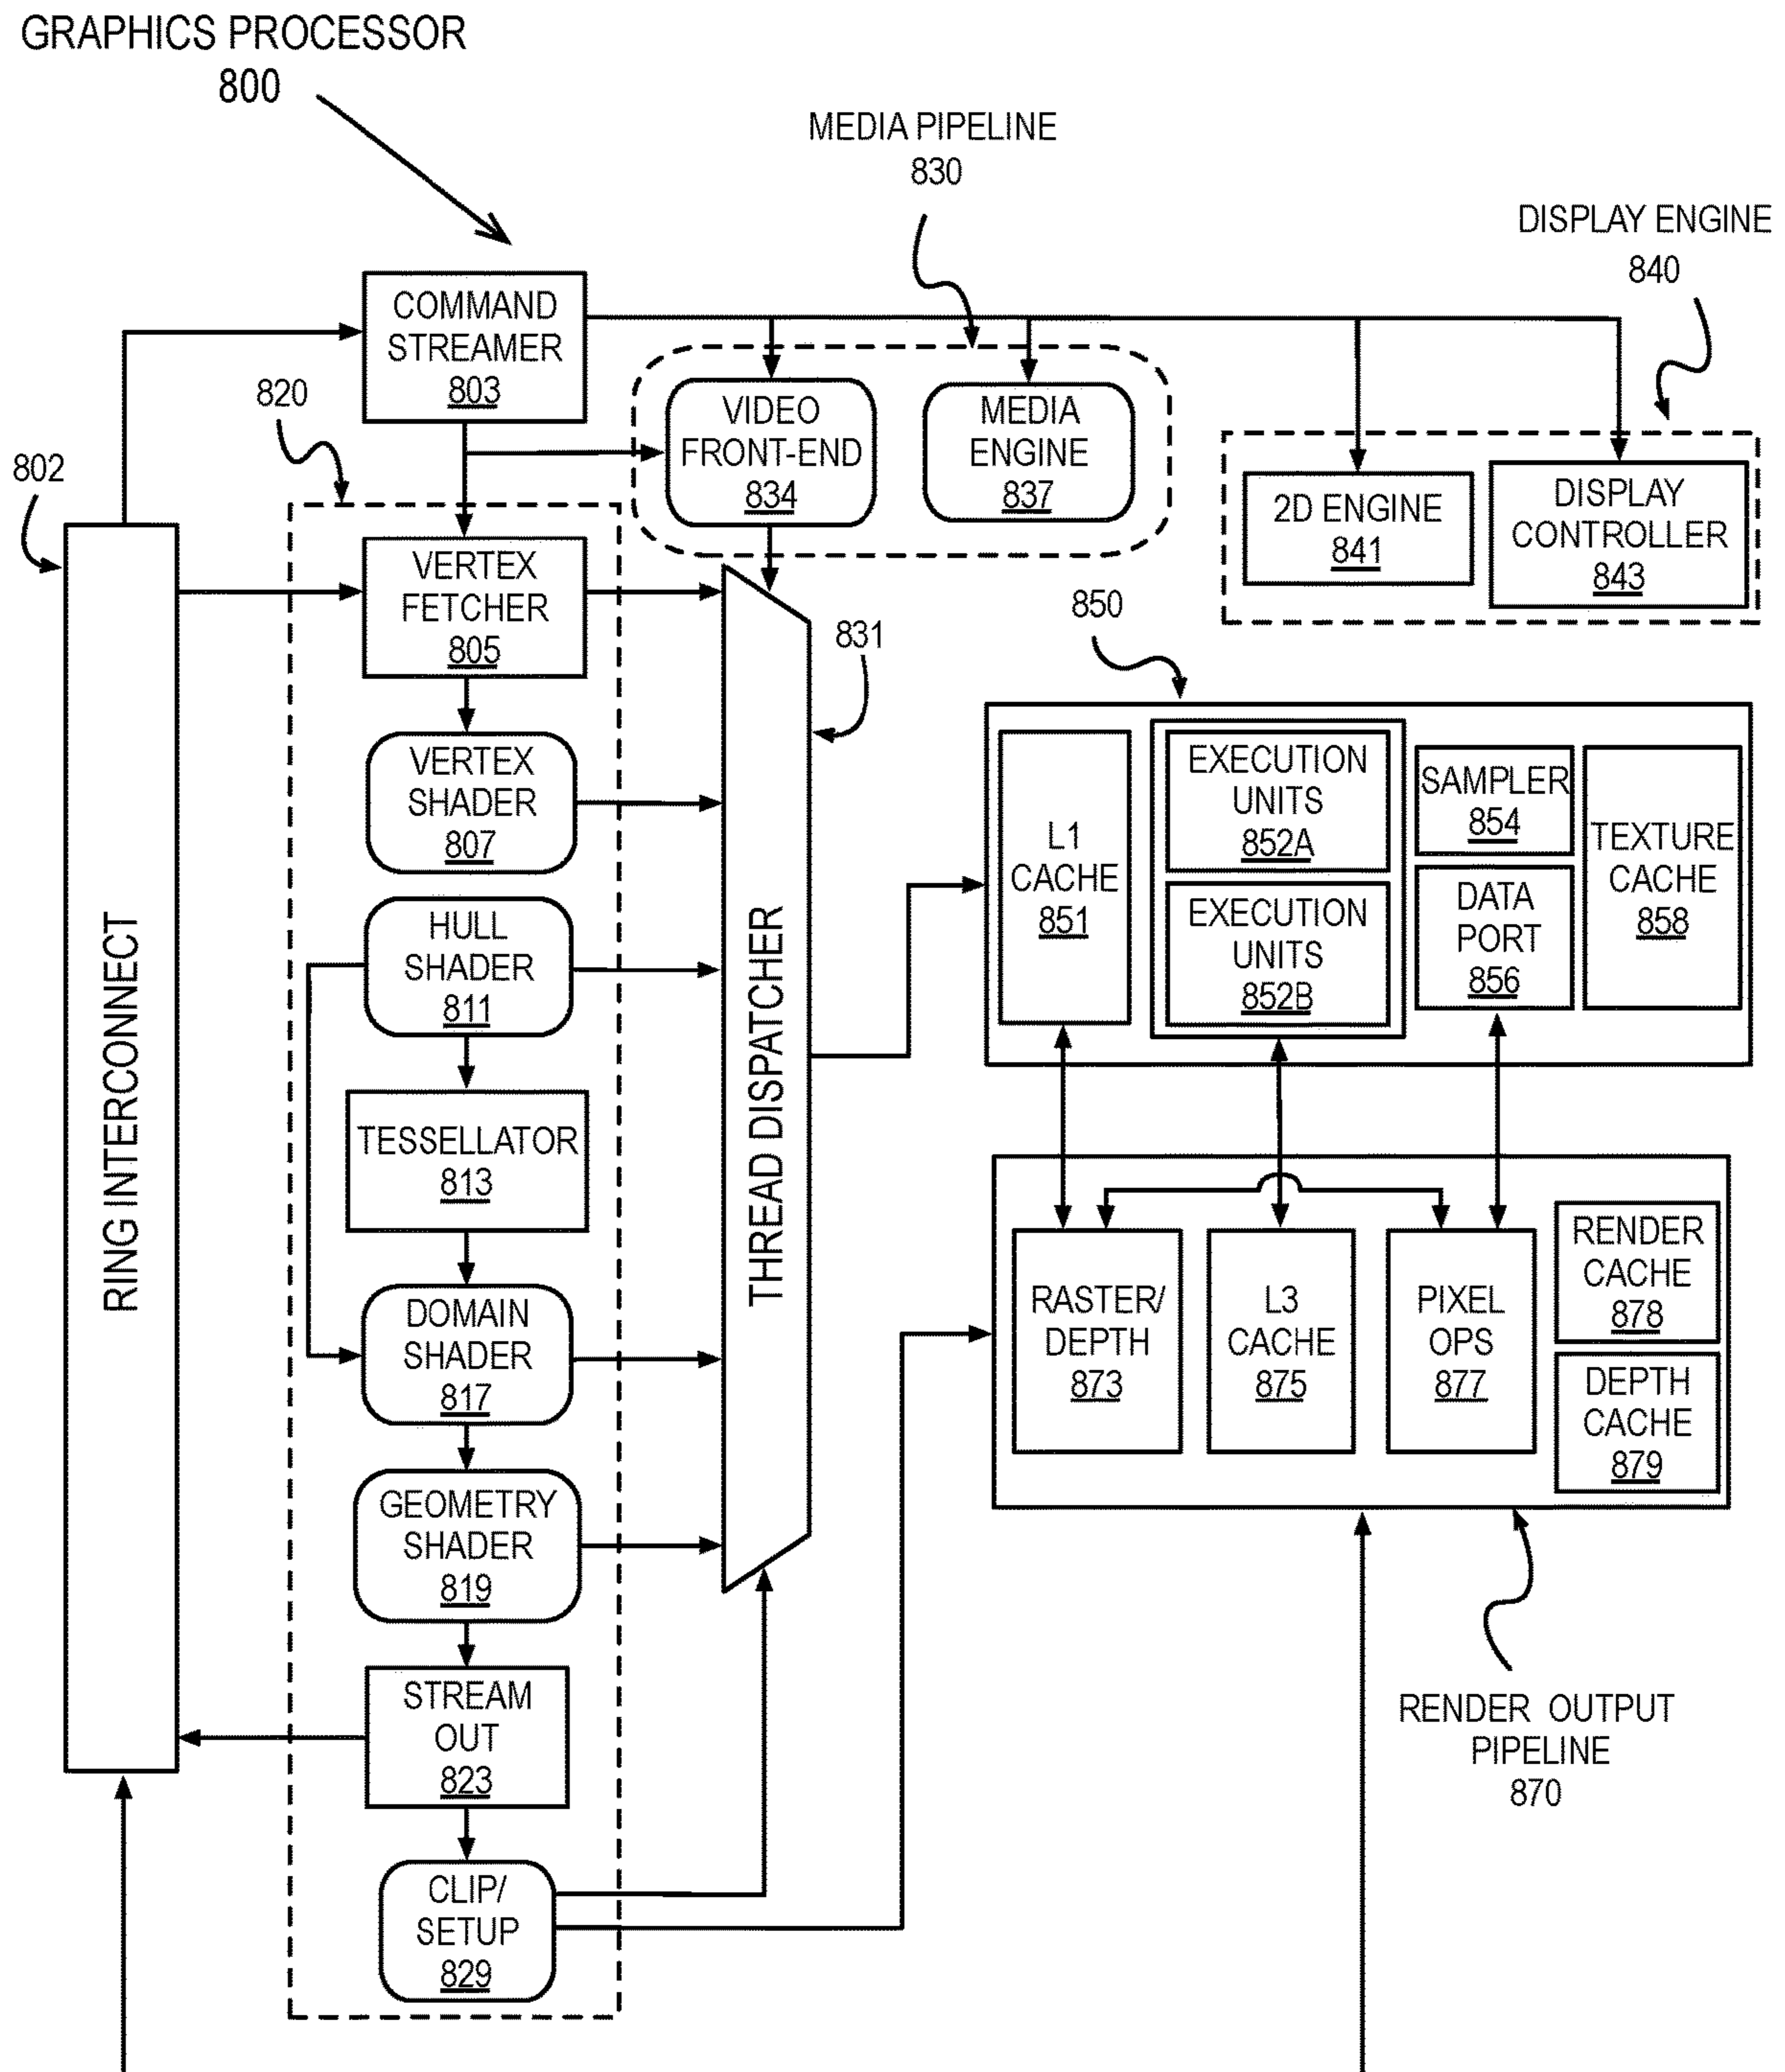 GRAPHICS PROCESSOR
800
MEDIA PIPELINE
830
DISPLAY ENGINE
840
COMMAND
STREAMER
803
820
VIDEO
FRONT-END
834
MEDIA
ENGINE
837
802
2D ENGINE
841
DISPLAY
CONTROLLER
843
RING INTERCONNECT
VERTEX
FETCHER
805
831
850
VERTEX
SHADER
807
HULL
SHADER
811
TESSELLATOR
813
DOMAIN
SHADER
817
GEOMETRY
SHADER
819
STREAM
OUT
823
CLIP/
SETUP
829
THREAD DISPATCHER
L1
CACHE
851
EXECUTION
UNITS
852A
EXECUTION
UNITS
852B
SAMPLER
854
DATA
PORT
856
TEXTURE
CACHE
858
RASTER/
DEPTH
873
L3
CACHE
875
PIXEL
OPS
877
RENDER
CACHE
878
DEPTH
CACHE
879
RENDER OUTPUT
PIPELINE
870